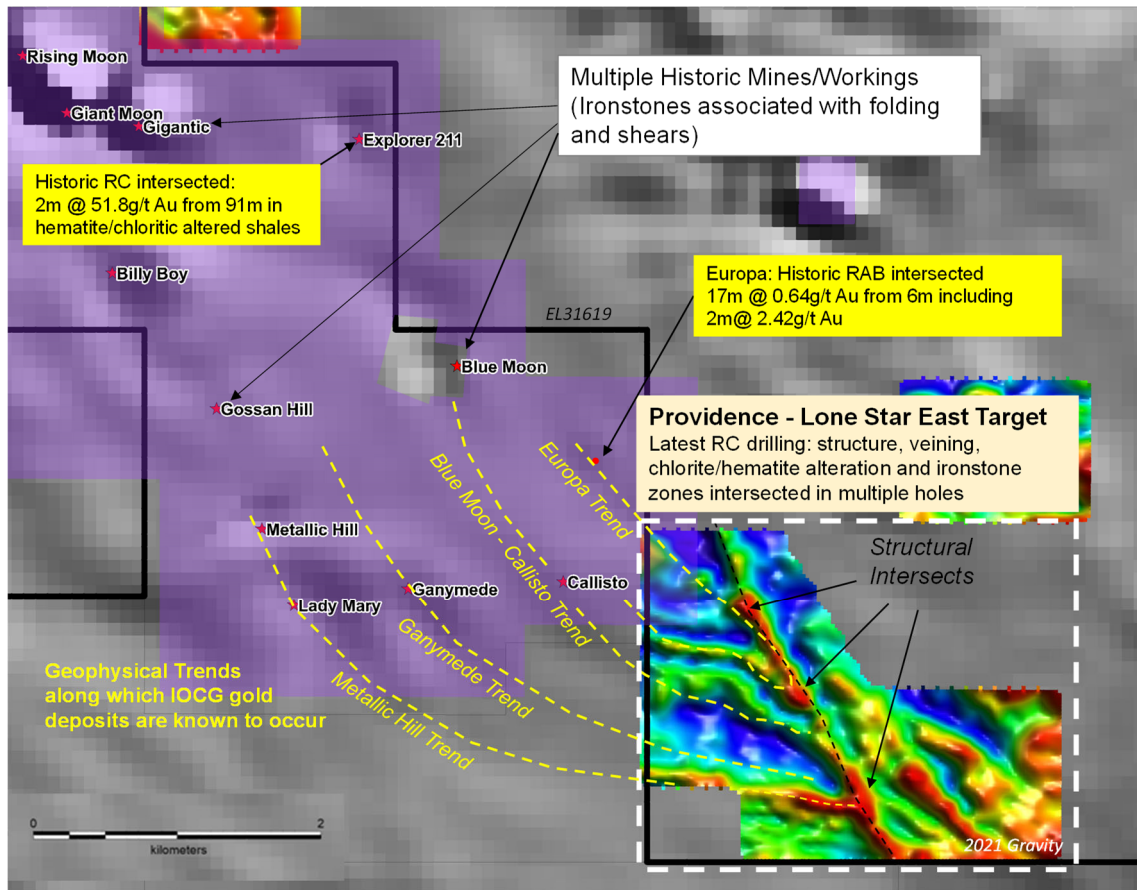 Rising Moon
Giant Moon
Gigantic
Explorer 211
Multiple Historic Mines/Workings
(Ironstones associated with folding
and shears)
Historic RC intersected:
2m @ 51.8g/t Au from 91m in
hematite/chloritic altered shales
Billy Boy
Europa: Historic RAB intersected
17m @ 0.64g/t Au from 6m including
2m@ 2.42g/t Au
EL31619
Blue Moon
Gossan Hill
Providence - Lone Star East Target
Latest RC drilling: structure, veining,
chlorite/hematite alteration and ironstone
zones intersected in multiple holes
Europa Trend
Blue Moon - Callisto Trend
Metallic Hill
Structural
Intersects
Callisto
Ganymede
Lady Mary
Ganymede Trend
Metallic Hill Trend
Geophysical Trends
along which IOCG gold
deposits are known to occur
0
2
kilometers
2021 Gravity